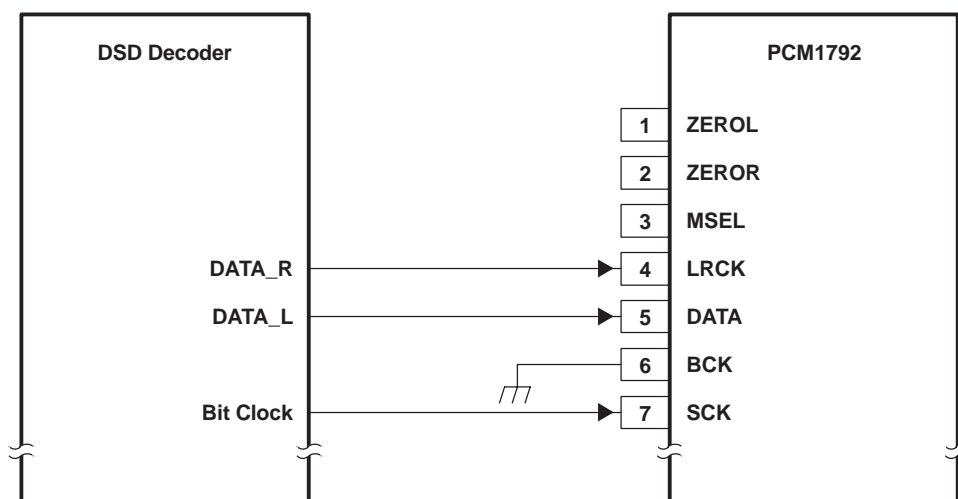 DSD Decoder
PCM1792
1 ZEROL
2 ZEROR
3 MSEL
DATA_R 4 LRCK
DATA_L 5 DATA
6 BCK
Bit Clock 7 SCK